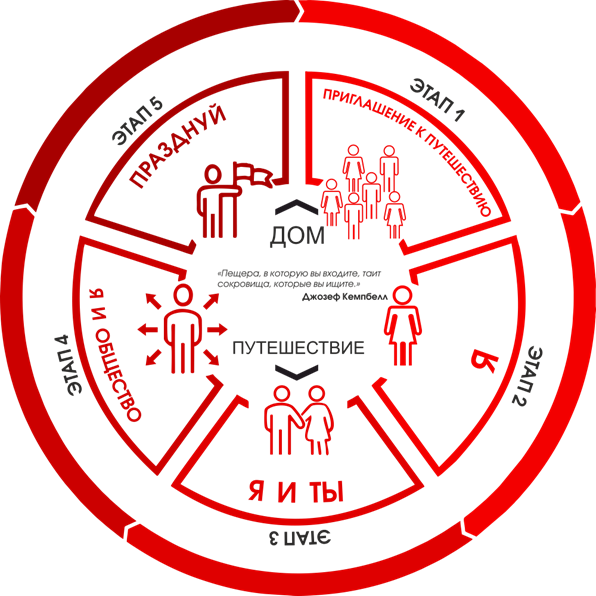 ЭТАП 1
ПРИГЛАШЕНИЕ К ПУТЕШЕСТВИЮ
ЭТАП 2
Я
ЭТАП 3
Я И ТЫ
ЭТАП 4
Я И ОБЩЕСТВО
ЭТАП 5
ПРАЗДНУЙ
ДОМ
«Пещера, в которую вы входите, таит
сокровища, которые вы ищите.»
Джозеф Кемпбелл
ПУТЕШЕСТВИЕ